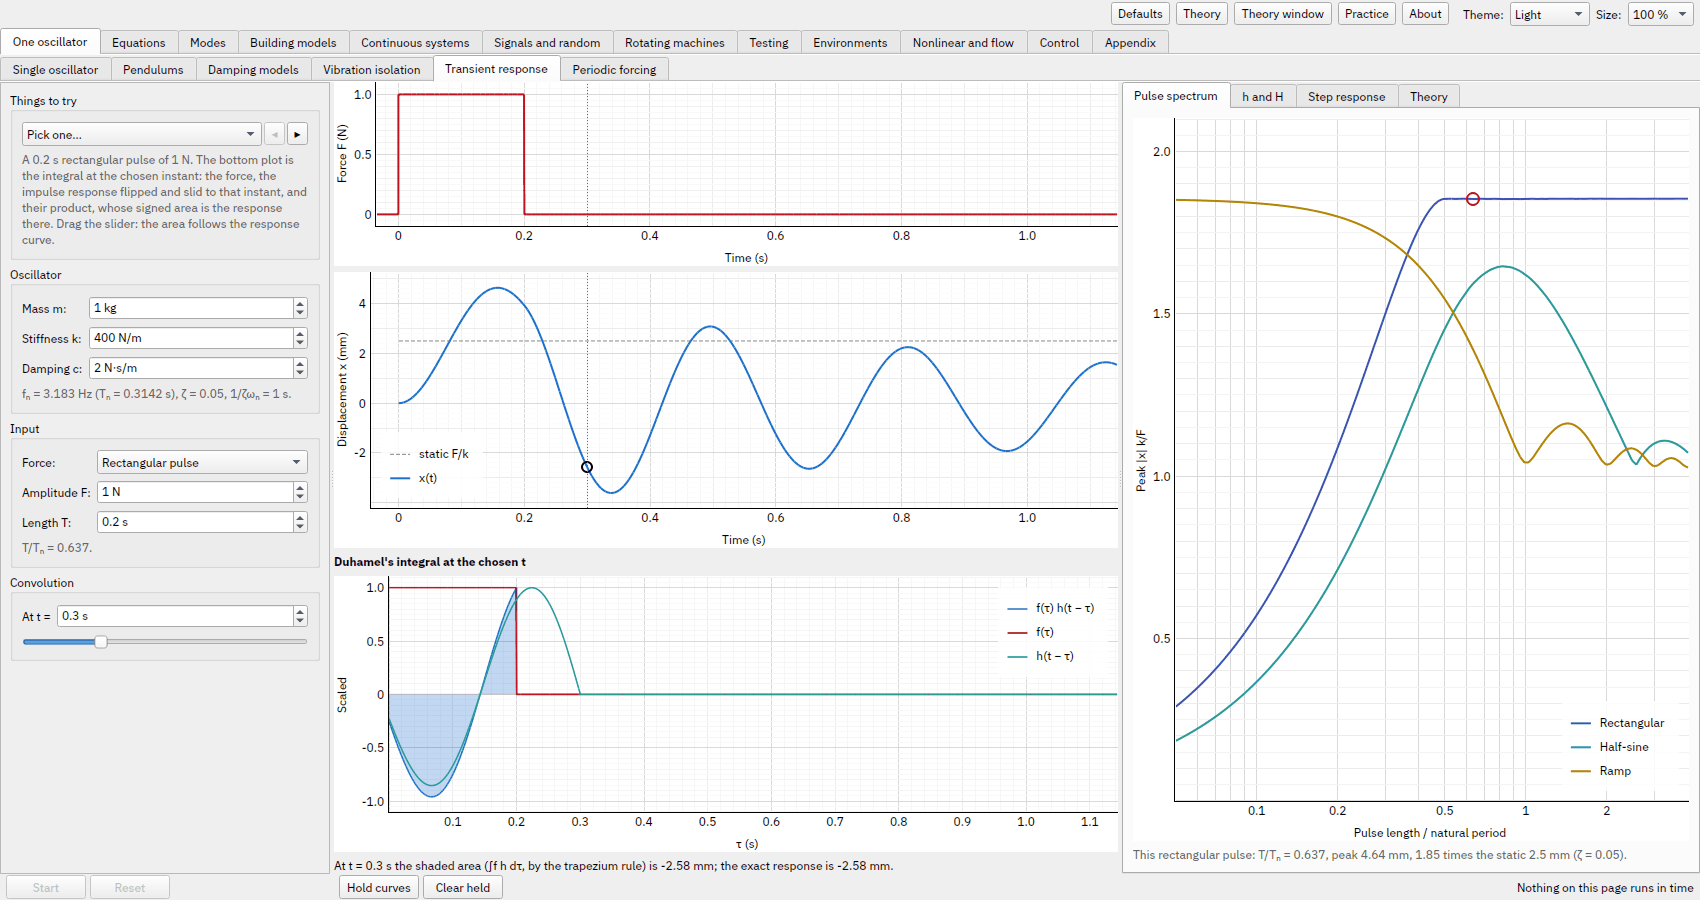 Defaults Theory Theory window Practice About Theme: Light Size: 100 %
One oscillator Equations Modes Building models Continuous systems Signals and random Rotating machines Testing Environments Nonlinear and flow Control Appendix
Single oscillator Pendulums Damping models Vibration isolation Transient response Periodic forcing
Things to try
Pick one...
A 0.2 s rectangular pulse of 1 N. The bottom plot is
the integral at the chosen instant: the force, the
impulse response flipped and slid to that instant, and
their product, whose signed area is the response
there. Drag the slider: the area follows the response
curve.
Oscillator
Mass m: 1 kg
Stiffness k: 400 N/m
Damping c: 2 N·s/m
fₙ = 3.183 Hz (Tₙ = 0.3142 s), ζ = 0.05, 1/ζωₙ = 1 s.
Input
Force: Rectangular pulse
Amplitude F: 1 N
Length T: 0.2 s
T/Tₙ = 0.637.
Convolution
At t = 0.3 s
Start Reset
Force F (N)
1.0
0.5
0
0 0.2 0.4 0.6 0.8 1.0
Time (s)
Displacement x (mm)
4
2
0
-2
static F/k
x(t)
0 0.2 0.4 0.6 0.8 1.0
Time (s)
Duhamel's integral at the chosen t
Scaled
1.0
0.5
0
-0.5
-1.0
f(τ) h(t − τ)
f(τ)
h(t − τ)
0.1 0.2 0.3 0.4 0.5 0.6 0.7 0.8 0.9 1.0 1.1
τ (s)
At t = 0.3 s the shaded area (∫f h dτ, by the trapezium rule) is -2.58 mm; the exact response is -2.58 mm.
Hold curves Clear held
Pulse spectrum h and H Step response Theory
Peak |x| k/F
2.0
1.5
1.0
0.5
Rectangular
Half-sine
Ramp
0.1 0.2 0.5 1 2
Pulse length / natural period
This rectangular pulse: T/Tₙ = 0.637, peak 4.64 mm, 1.85 times the static 2.5 mm (ζ = 0.05).
Nothing on this page runs in time